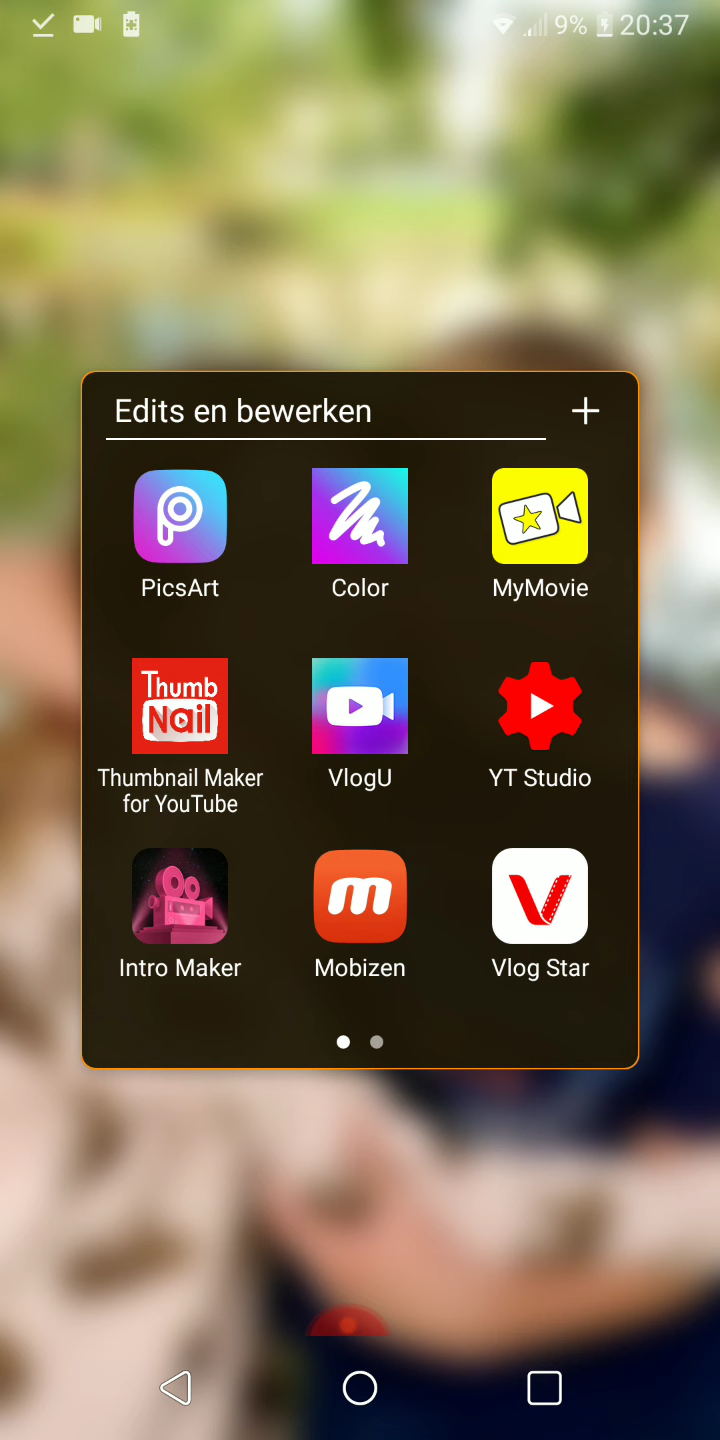 9% 20:37
Edits en bewerken
PicsArt Color MyMovie
Thumb
Nail
Thumbnail Maker
for YouTube
VlogU YT Studio
Intro Maker Mobizen Vlog Star